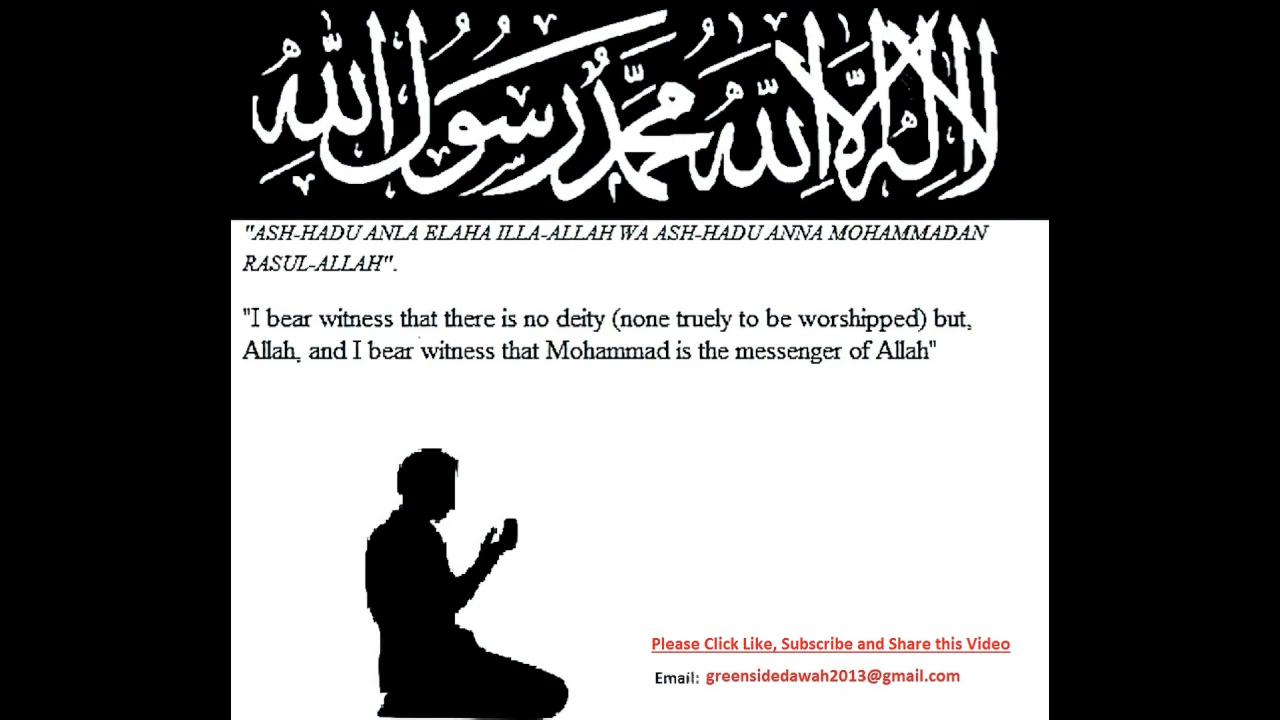 لا إله إلا الله محمد رسول الله
"ASH-HADU ANLA ELAHA ILLA-ALLAH WA ASH-HADU ANNA MOHAMMADAN
RASUL-ALLAH".
"I bear witness that there is no deity (none truely to be worshipped) but,
Allah, and I bear witness that Mohammad is the messenger of Allah"
Please Click Like, Subscribe and Share this Video
Email: greensidedawah2013@gmail.com